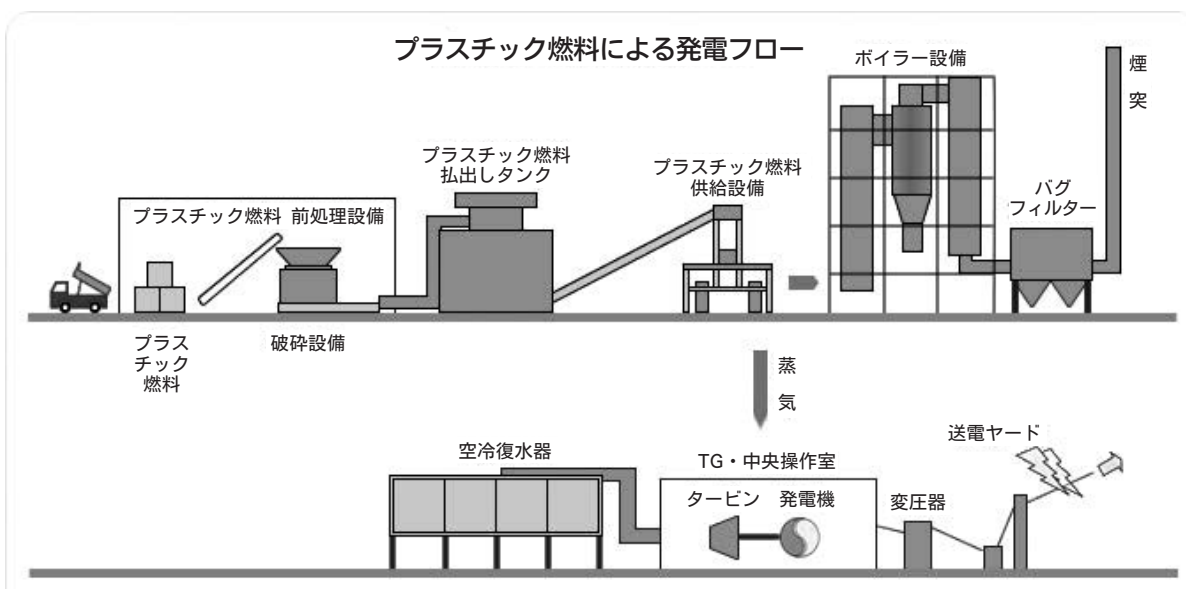 プラスチック燃料による発電フロー
ボイラー設備
煙
突
プラスチック燃料
払出しタンク
プラスチック燃料
供給設備
バグ
フィルター
プラスチック燃料 前処理設備
プラス
チック
燃料
破砕設備
蒸
気
空冷復水器
TG・中央操作室
タービン 発電機
変圧器
送電ヤード